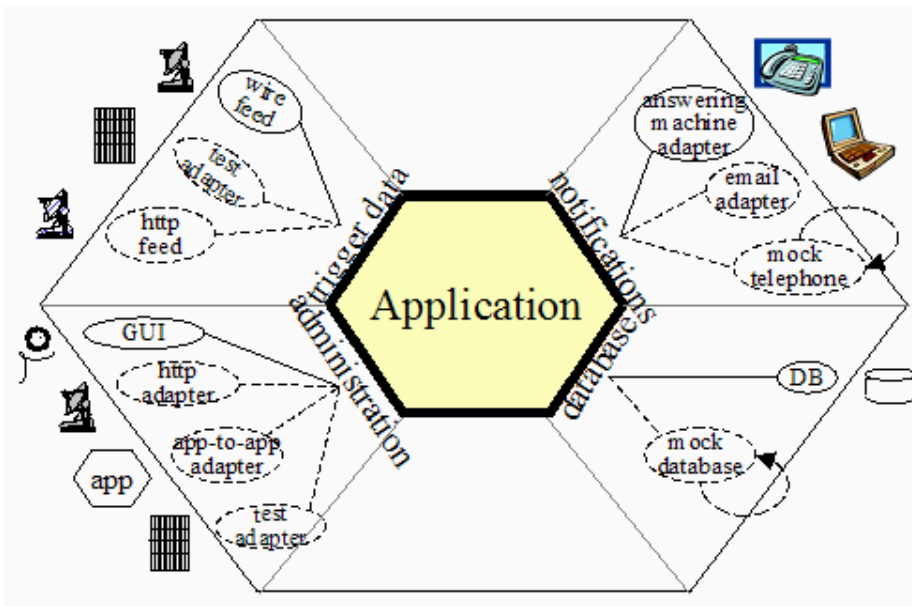 wire
feed
test
adapter
http
feed
trigger data
notifications
answering
machine
adapter
email
adapter
mock
telephone
Application
GUI
http
adapter
app-to-app
adapter
test
adapter
app
administration
database
DB
mock
database